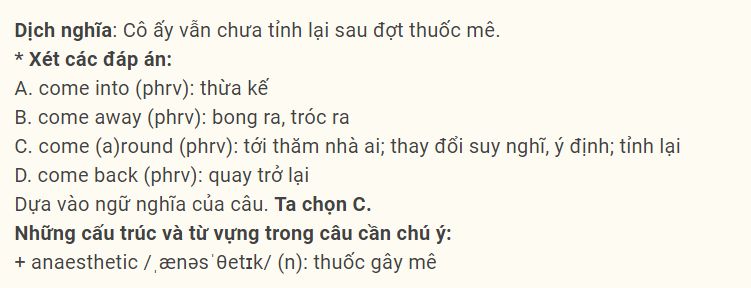 Dịch nghĩa: Cô ấy vẫn chưa tỉnh lại sau đợt thuốc mê.
* Xét các đáp án:
A. come into (phrv): thừa kế
B. come away (phrv): bong ra, tróc ra
C. come (a)round (phrv): tới thăm nhà ai; thay đổi suy nghĩ, ý định; tỉnh lại
D. come back (phrv): quay trở lại
Dựa vào ngữ nghĩa của câu. Ta chọn C.
Những cấu trúc và từ vựng trong câu cần chú ý:
+ anaesthetic /ˌænəsˈθetɪk/ (n): thuốc gây mê